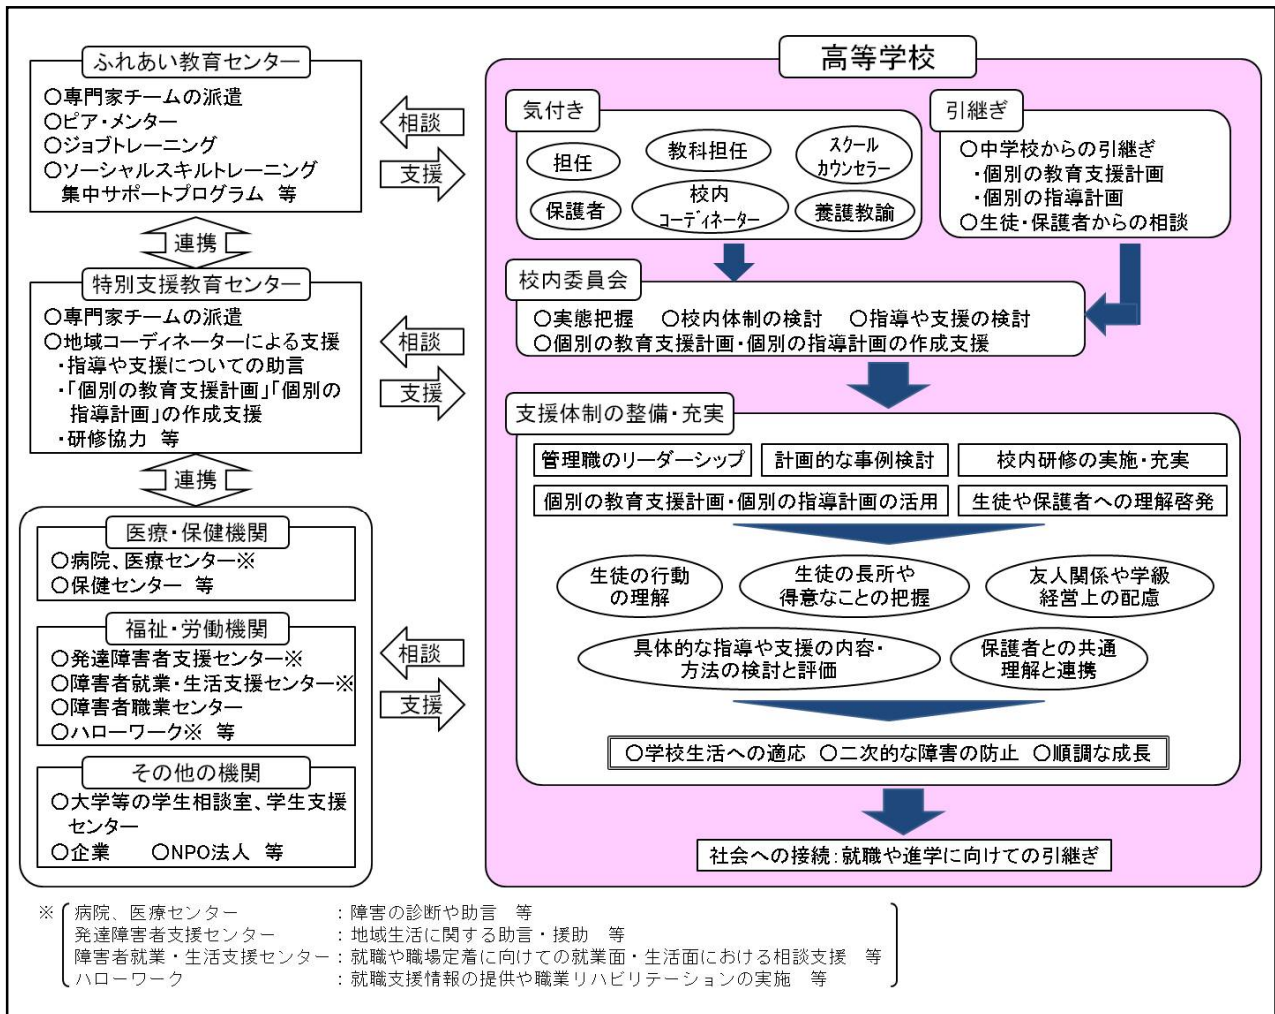 ふれあい教育センター
○専門家チームの派遣
○ピア・メンター
○ジョブトレーニング
○ソーシャルスキルトレーニング
集中サポートプログラム 等
連携
特別支援教育センター
○専門家チームの派遣
○地域コーディネーターによる支援
・指導や支援についての助言
・「個別の教育支援計画」「個別の
指導計画」の作成支援
・研修協力 等
連携
医療・保健機関
○病院、医療センター※
○保健センター 等
福祉・労働機関
○発達障害者支援センター※
○障害者就業・生活支援センター※
○障害者職業センター
○ハローワーク※ 等
その他の機関
○大学等の学生相談室、学生支援
センター
○企業 ○NPO法人 等
相談
支援
相談
支援
相談
支援
高等学校
気付き
担任
教科担任
スクール
カウンセラー
保護者
校内
コーディネーター
養護教諭
引継ぎ
○中学校からの引継ぎ
・個別の教育支援計画
・個別の指導計画
○生徒・保護者からの相談
校内委員会
○実態把握 ○校内体制の検討 ○指導や支援の検討
○個別の教育支援計画・個別の指導計画の作成支援
支援体制の整備・充実
管理職のリーダーシップ
計画的な事例検討
校内研修の実施・充実
個別の教育支援計画・個別の指導計画の活用
生徒や保護者への理解啓発
生徒の行動
の理解
生徒の長所や
得意なことの把握
友人関係や学級
経営上の配慮
具体的な指導や支援の内容・
方法の検討と評価
保護者との共通
理解と連携
○学校生活への適応 ○二次的な障害の防止 ○順調な成長
社会への接続：就職や進学に向けての引継ぎ
※ 病院、医療センター ：障害の診断や助言 等
発達障害者支援センター ：地域生活に関する助言・援助 等
障害者就業・生活支援センター：就職や職場定着に向けての就業面・生活面における相談支援 等
ハローワーク ：就職支援情報の提供や職業リハビリテーションの実施 等